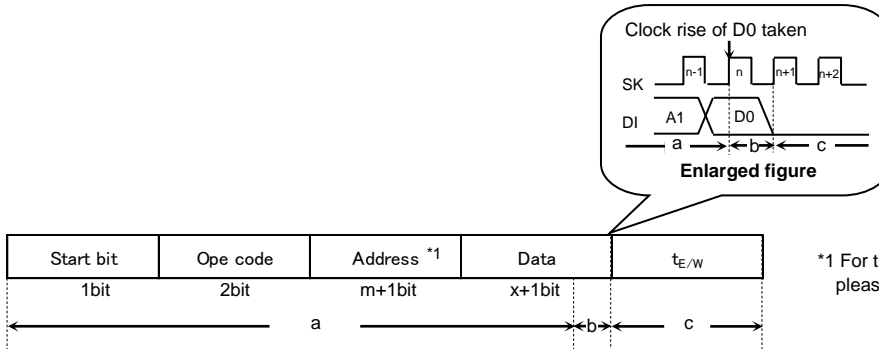 Clock rise of D0 taken
SK
n-1
n
n+1
n+2
DI
A1
D0
a
b
c
Enlarged figure
Start bit
Ope code
Address *1
Data
tE/W
*1 For t
pleas
1bit
2bit
m+1bit
x+1bit
a
b
c